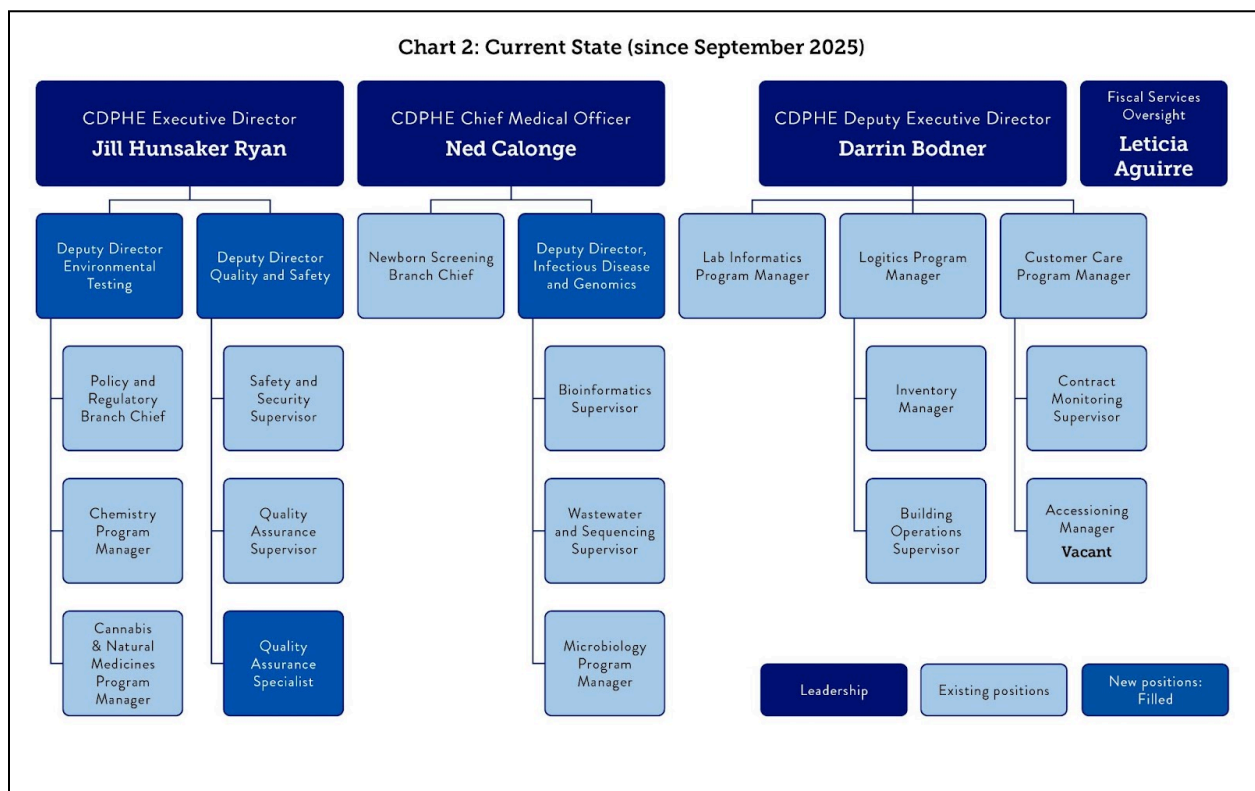 Chart 2: Current State (since September 2025)
CDPHE Executive Director
Jill Hunsaker Ryan
CDPHE Chief Medical Officer
Ned Calonge
CDPHE Deputy Executive Director
Darrin Bodner
Fiscal Services
Oversight
Leticia
Aguirre
Deputy Director
Environmental
Testing
Deputy Director
Quality and Safety
Newborn Screening
Branch Chief
Deputy Director,
Infectious Disease
and Genomics
Lab Informatics
Program Manager
Logitics Program
Manager
Customer Care
Program Manager
Policy and
Regulatory
Branch Chief
Safety and
Security
Supervisor
Bioinformatics
Supervisor
Inventory
Manager
Contract
Monitoring
Supervisor
Chemistry
Program
Manager
Quality
Assurance
Supervisor
Wastewater
and Sequencing
Supervisor
Building
Operations
Supervisor
Accessioning
Manager
Vacant
Cannabis
& Natural
Medicines
Program
Manager
Quality
Assurance
Specialist
Microbiology
Program
Manager
Leadership
Existing positions
New positions:
Filled